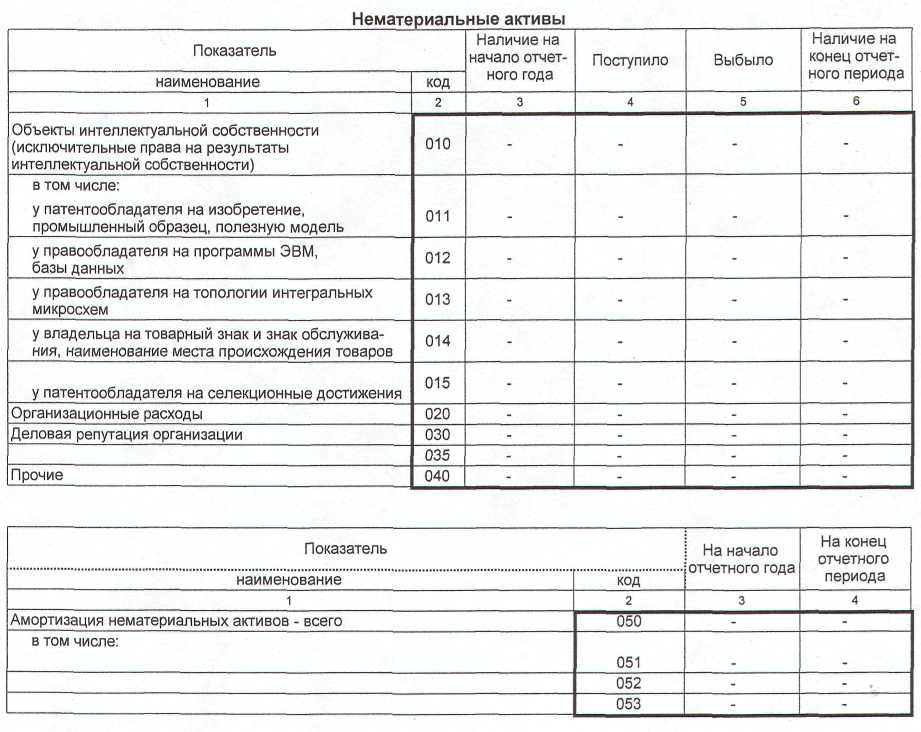 Нематериальные активы
Показатель
Наличие на
начало отчет-
ного года
Поступило
Выбыло
Наличие на
конец отчет-
ного периода
наименование
код
1
2
3
4
5
6
Объекты интеллектуальной собственности
(исключительные права на результаты
интеллектуальной собственности)
010
-
-
-
-
в том числе:
у патентообладателя на изобретение,
промышленный образец, полезную модель
011
-
-
-
-
у правообладателя на программы ЭВМ,
базы данных
012
-
-
-
-
у правообладателя на топологии интегральных
микросхем
013
-
-
-
-
у владельца на товарный знак и знак обслужива-
ния, наименование места происхождения товаров
014
-
-
-
-
у патентообладателя на селекционные достижения
015
-
-
-
-
Организационные расходы
020
-
-
-
-
Деловая репутация организации
030
-
-
-
-
035
-
-
-
-
Прочие
040
-
-
-
-
Показатель
На начало
отчетного года
На конец
отчетного
периода
наименование
код
1
2
3
4
Амортизация нематериальных активов - всего
050
-
-
в том числе:
051
-
-
052
-
-
053
-
-